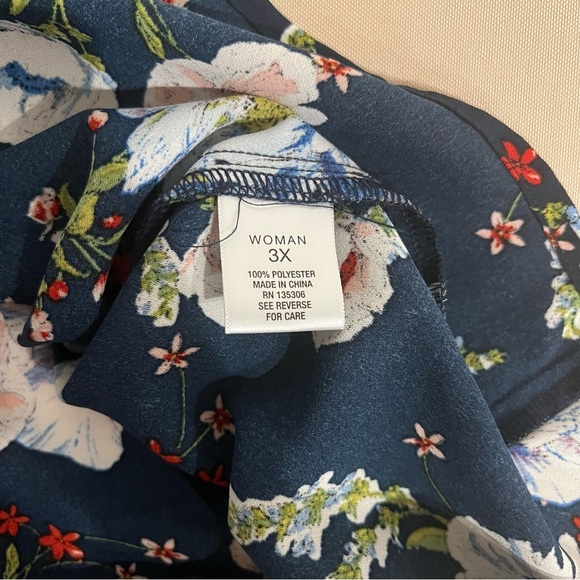 WOMAN
3X
100% POLYESTER
MADE IN CHINA
RN 135306
SEE REVERSE
FOR CARE